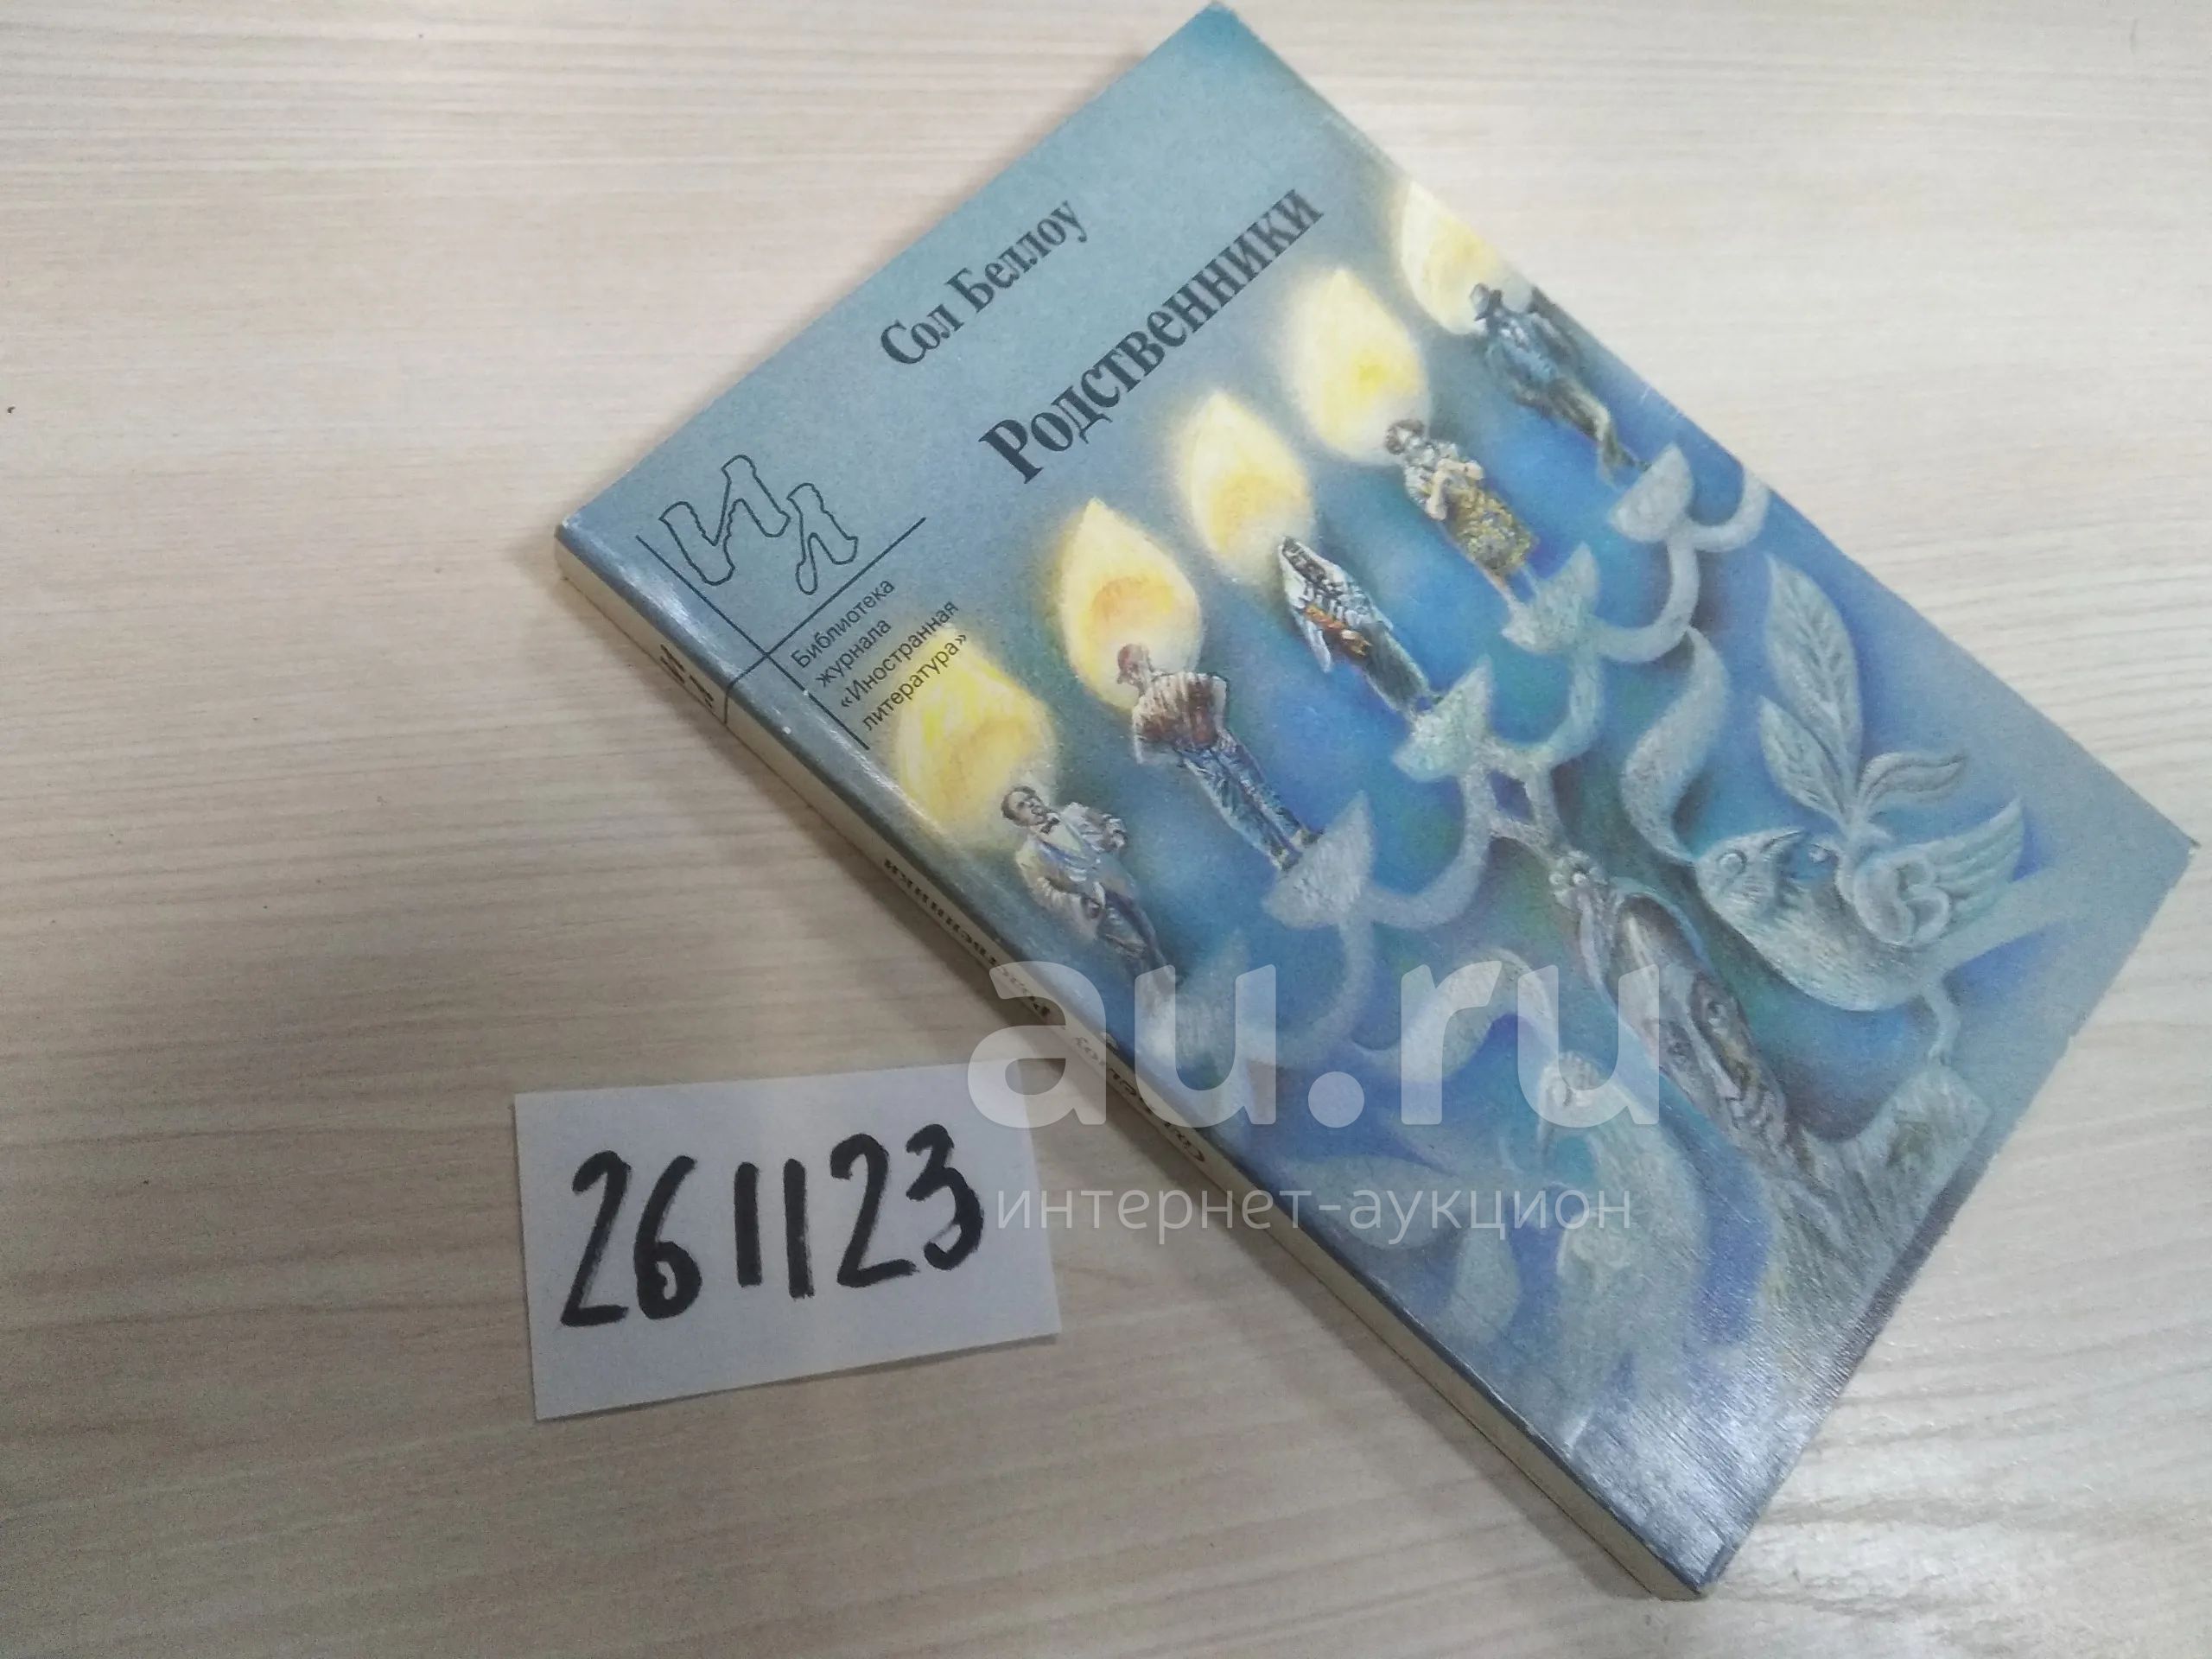 Сол Беллоу
Родственники
ИЛ
Библиотека
журнала
«Иностранная
литература»
au.ru
интернет-аукцион
261123